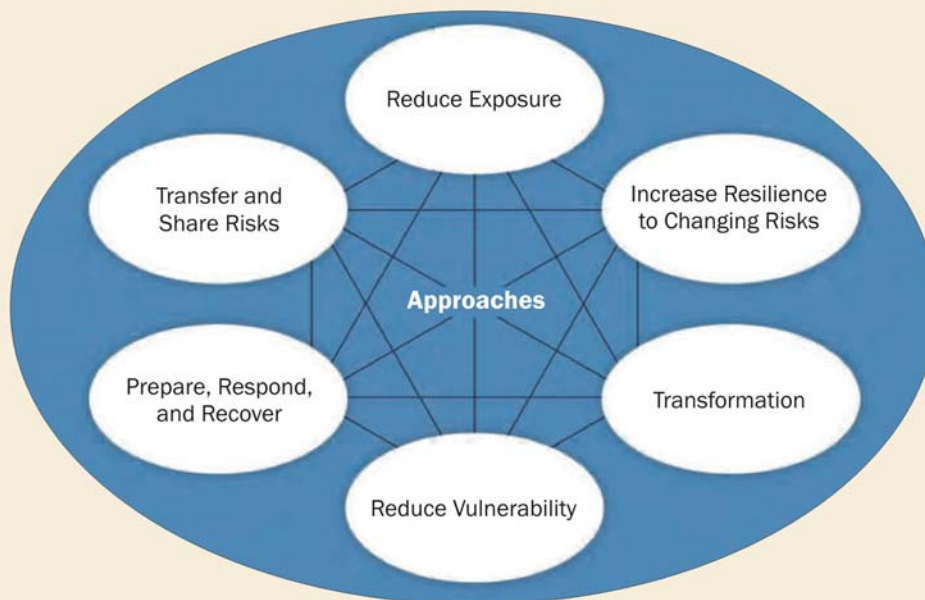 Reduce Exposure
Transfer and
Share Risks
Increase Resilience
to Changing Risks
Approaches
Prepare, Respond,
and Recover
Transformation
Reduce Vulnerability